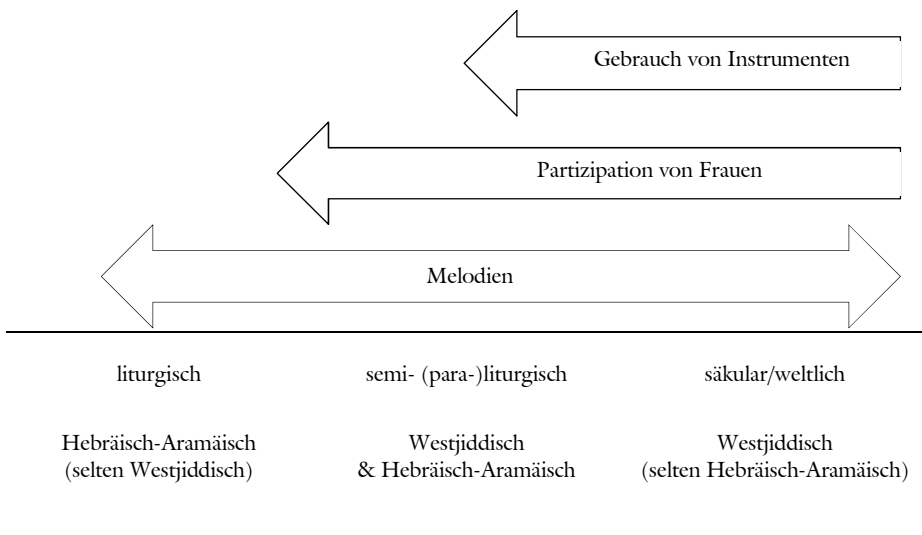 Gebrauch von Instrumenten
Partizipation von Frauen
Melodien
liturgisch
semi- (para-)liturgisch
säkular/weltlich
Hebräisch-Aramäisch
(selten Westjiddisch)
Westjiddisch
& Hebräisch-Aramäisch
Westjiddisch
(selten Hebräisch-Aramäisch)